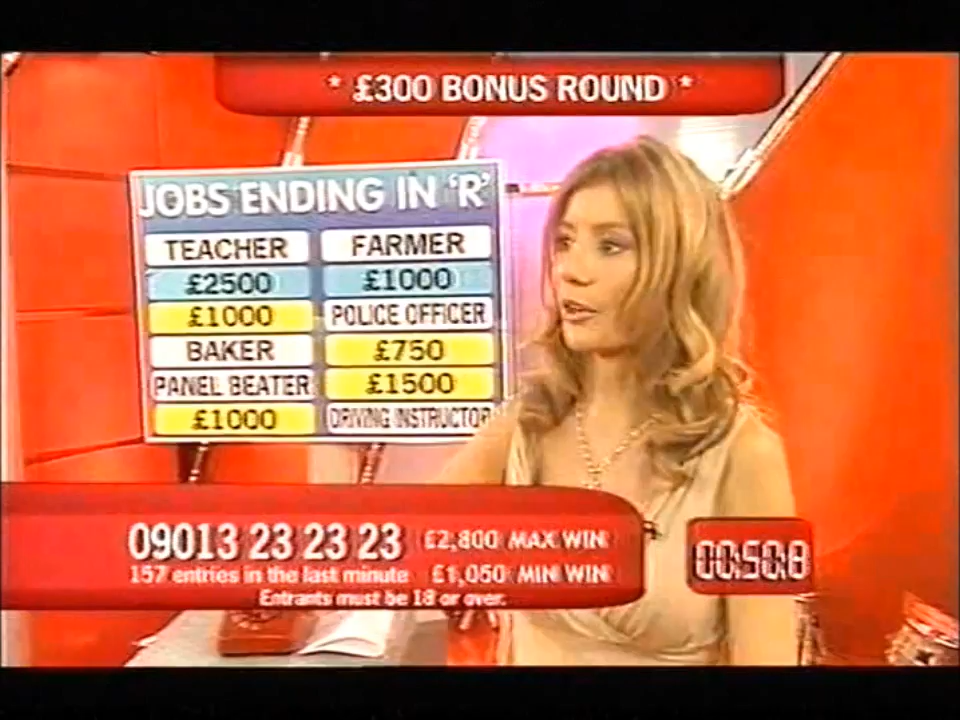 * £300 BONUS ROUND *
JOBS ENDING IN 'R'
TEACHER FARMER
£2500 £1000
£1000 POLICE OFFICER
BAKER £750
PANEL BEATER £1500
£1000 DRIVING INSTRUCTOR
09013 23 23 23 £2,800 MAX WIN
157 entries in the last minute £1,050 MIN WIN
Entrants must be 18 or over.
00:50:8